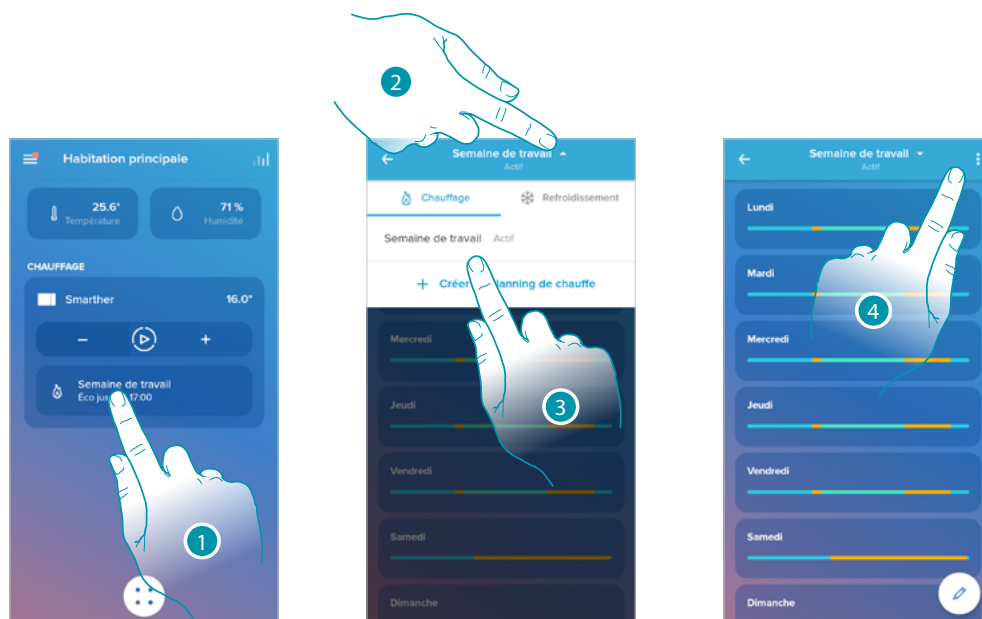 2
Habitation principale
25.6°
Température
71 %
Humidité
CHAUFFAGE
Smarther 16.0°
− +
Semaine de travail
Éco 17:00
1
Semaine de travail
Actif
Chauffage Refroidissement
Semaine de travail Actif
+ Créer planning de chauffe
Mercredi
Jeudi
3
Vendredi
Samedi
Dimanche
Semaine de travail
Actif
Lundi
Mardi
4
Mercredi
Jeudi
Vendredi
Samedi
Dimanche